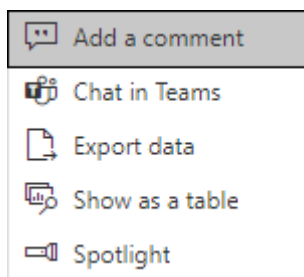 Add a comment
Chat in Teams
Export data
Show as a table
Spotlight